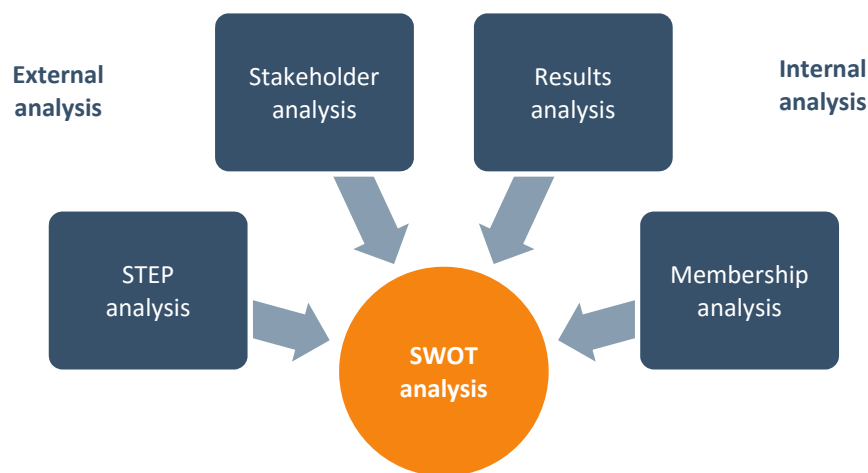 External
analysis
Stakeholder
analysis
Results
analysis
Internal
analysis
STEP
analysis
Membership
analysis
SWOT
analysis